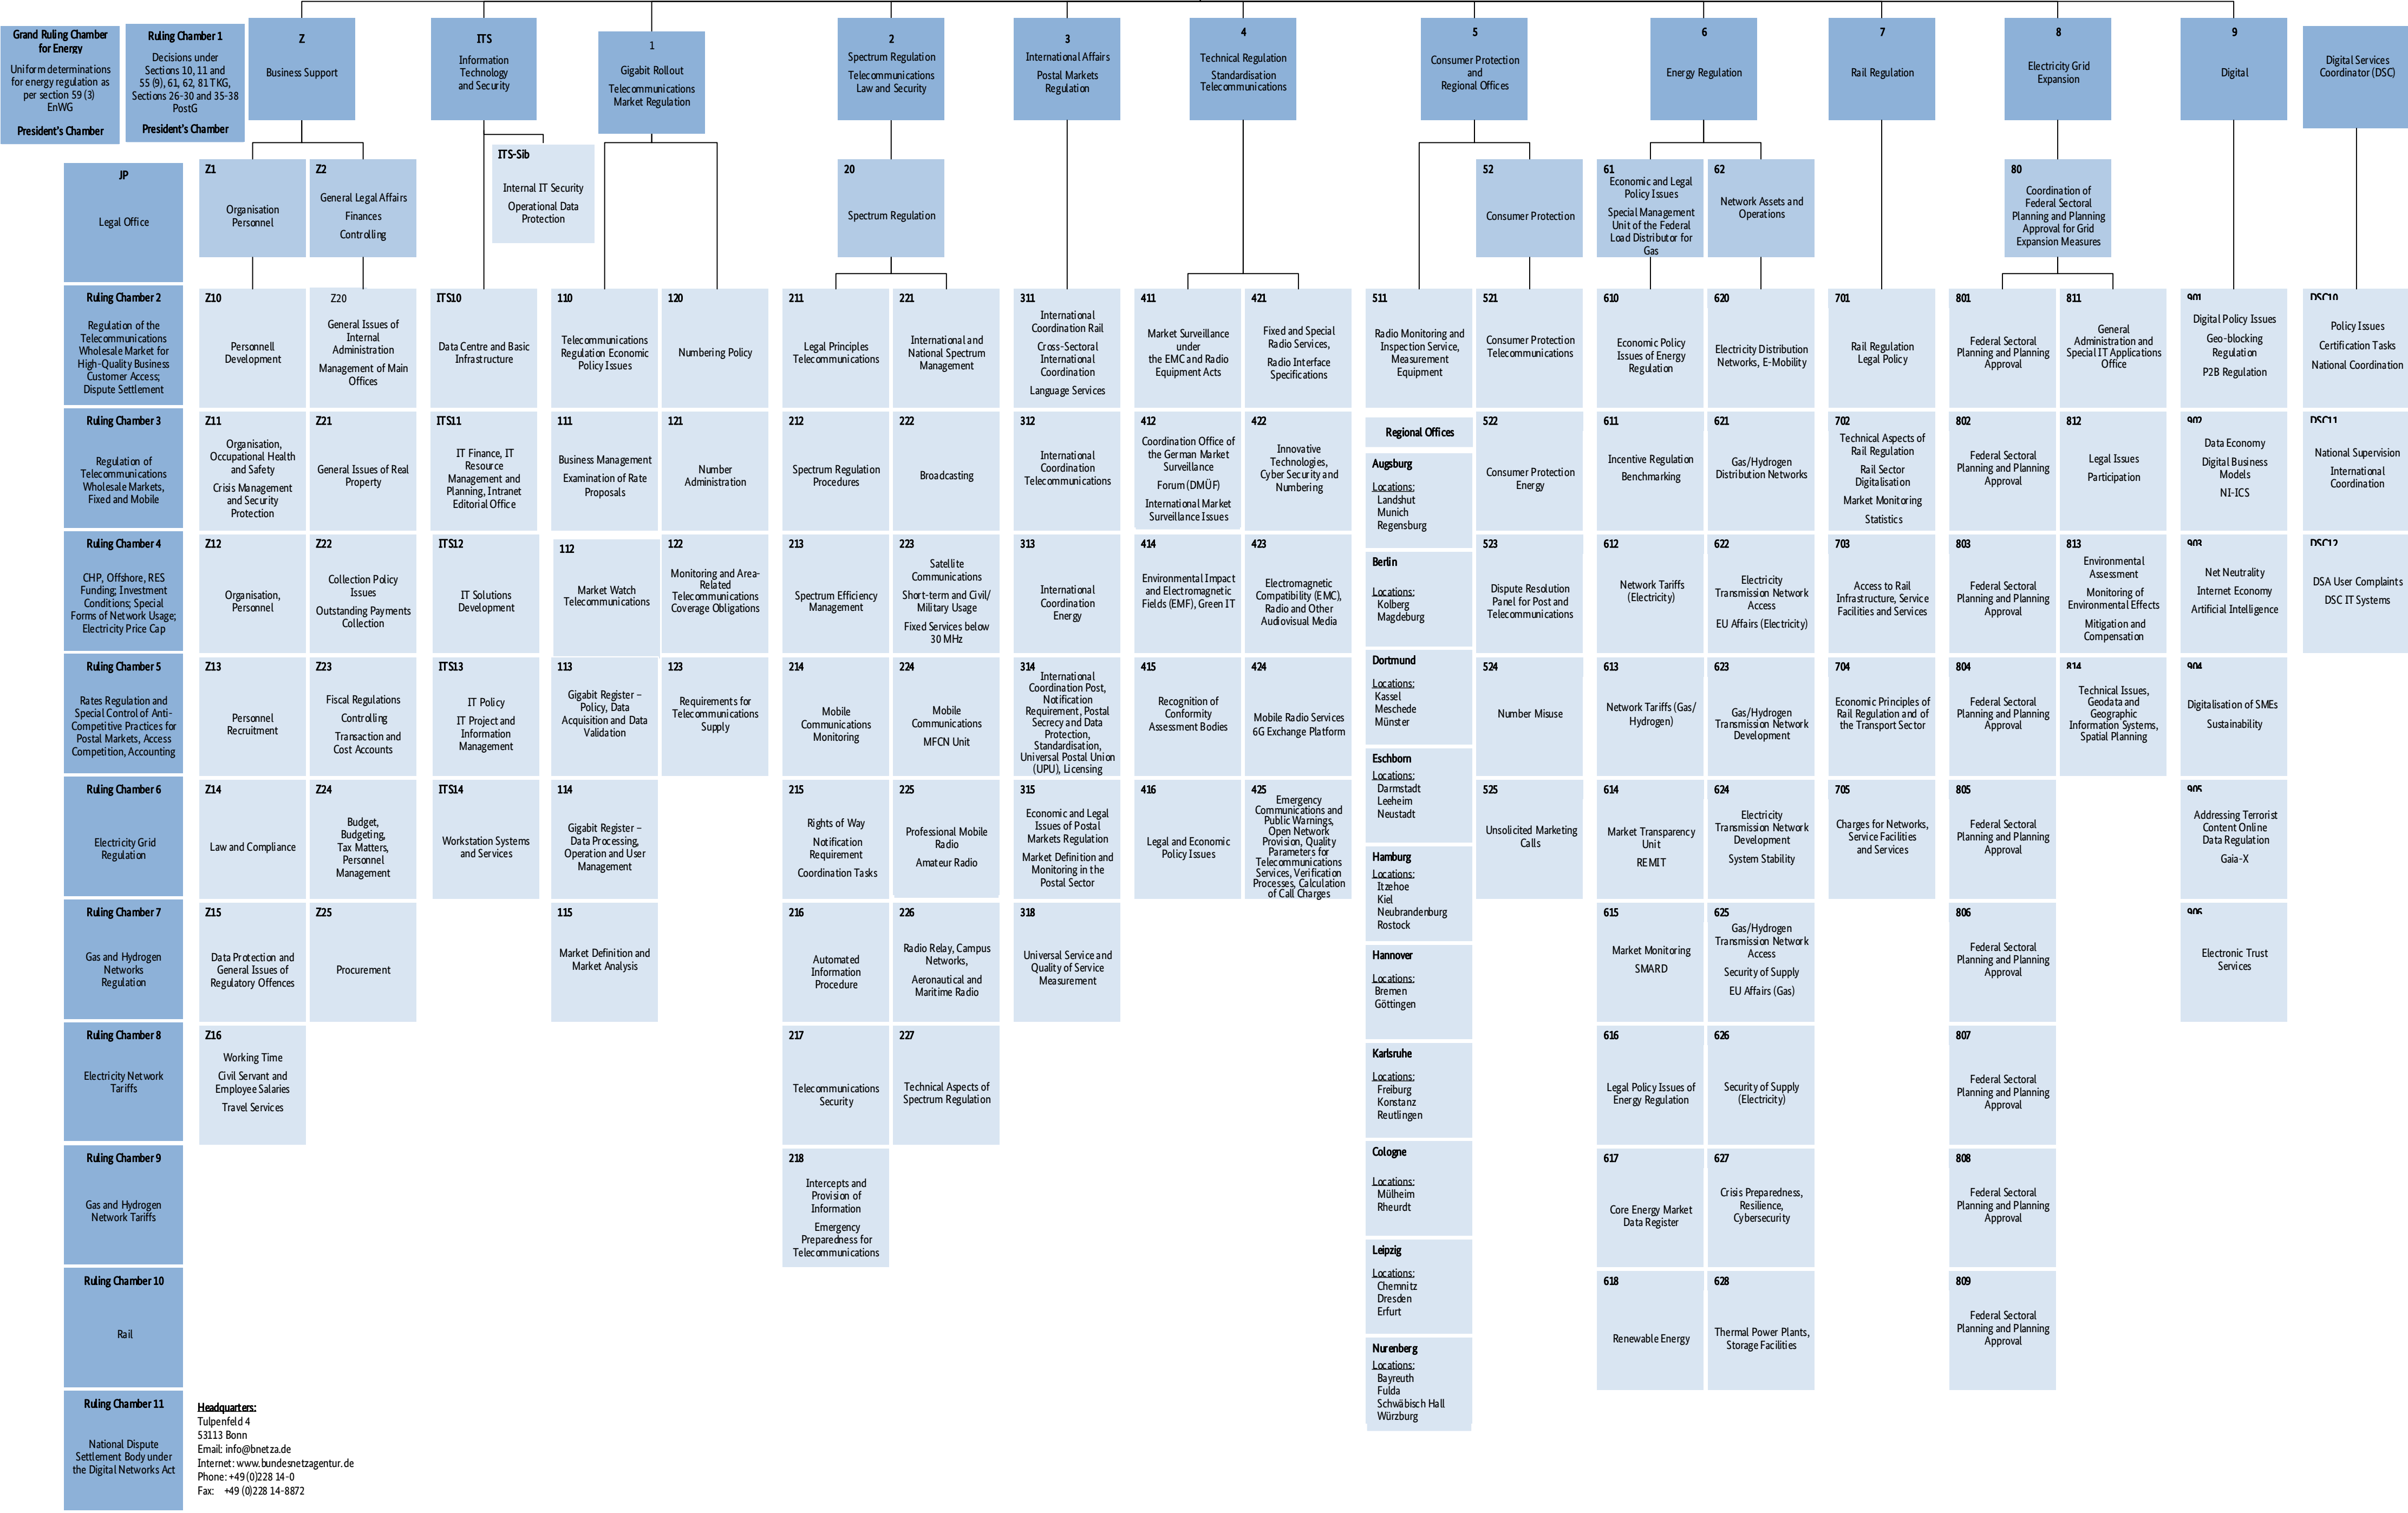 Grand Ruling Chamber
for Energy
Uniform determinations
for energy regulation as
per section 59 (3)
EnWG
President's Chamber
Ruling Chamber 1
Decisions under
Sections 10, 11 and
55 (9), 61, 62, 81 TKG,
Sections 26-30 and 35-38
PostG
President's Chamber
Z
Business Support
ITS
Information
Technology
and Security
1
Gigabit Rollout
Telecommunications
Market Regulation
2
Spectrum Regulation
Telecommunications
Law and Security
3
International Affairs
Postal Markets
Regulation
4
Technical Regulation
Standardisation
Telecommunications
5
Consumer Protection
and
Regional Offices
6
Energy Regulation
7
Rail Regulation
8
Electricity Grid
Expansion
9
Digital
Digital Services
Coordinator (DSC)
JP
Legal Office
Z1
Organisation
Personnel
Z2
General Legal Affairs
Finances
Controlling
ITS-Sib
Internal IT Security
Operational Data
Protection
20
Spectrum Regulation
52
Consumer Protection
61
Economic and Legal
Policy Issues
Special Management
Unit of the Federal
Load Distributor for
Gas
62
Network Assets and
Operations
80
Coordination of
Federal Sectoral
Planning and Planning
Approval for Grid
Expansion Measures
Ruling Chamber 2
Regulation of the
Telecommunications
Wholesale Market for
High-Quality Business
Customer Access;
Dispute Settlement
Z10
Personnell
Development
Z20
General Issues of
Internal
Administration
Management of Main
Offices
ITS10
Data Centre and Basic
Infrastructure
110
Telecommunications
Regulation Economic
Policy Issues
120
Numbering Policy
211
Legal Principles
Telecommunications
221
International and
National Spectrum
Management
311
International
Coordination Rail
Cross-Sectoral
International
Coordination
Language Services
411
Market Surveillance
under
the EMC and Radio
Equipment Acts
421
Fixed and Special
Radio Services,
Radio Interface
Specifications
511
Radio Monitoring and
Inspection Service,
Measurement
Equipment
521
Consumer Protection
Telecommunications
610
Economic Policy
Issues of Energy
Regulation
620
Electricity Distribution
Networks, E-Mobility
701
Rail Regulation
Legal Policy
801
Federal Sectoral
Planning and Planning
Approval
811
General
Administration and
Special IT Applications
Office
901
Digital Policy Issues
Geo-blocking
Regulation
P2B Regulation
DSC10
Policy Issues
Certification Tasks
National Coordination
Ruling Chamber 3
Regulation of
Telecommunications
Wholesale Markets,
Fixed and Mobile
Z11
Organisation,
Occupational Health
and Safety
Crisis Management
and Security
Protection
Z21
General Issues of Real
Property
ITS11
IT Finance, IT
Resource
Management and
Planning, Intranet
Editorial Office
111
Business Management
Examination of Rate
Proposals
121
Number
Administration
212
Spectrum Regulation
Procedures
222
Broadcasting
312
International
Coordination
Telecommunications
412
Coordination Office of
the German Market
Surveillance
Forum (DMÜF)
International Market
Surveillance Issues
422
Innovative
Technologies,
Cyber Security and
Numbering
Regional Offices
Augsburg
Locations:
Landshut
Munich
Regensburg
522
Consumer Protection
Energy
611
Incentive Regulation
Benchmarking
621
Gas/Hydrogen
Distribution Networks
702
Technical Aspects of
Rail Regulation
Rail Sector
Digitalisation
Market Monitoring
Statistics
802
Federal Sectoral
Planning and Planning
Approval
812
Legal Issues
Participation
902
Data Economy
Digital Business
Models
NI-ICS
DSC11
National Supervision
International
Coordination
Ruling Chamber 4
CHP, Offshore, RES
Funding; Investment
Conditions; Special
Forms of Network Usage;
Electricity Price Cap
Z12
Organisation,
Personnel
Z22
Collection Policy
Issues
Outstanding Payments
Collection
ITS12
IT Solutions
Development
112
Market Watch
Telecommunications
122
Monitoring and Area-
Related
Telecommunications
Coverage Obligations
213
Spectrum Efficiency
Management
223
Satellite
Communications
Short-term and Civil/
Military Usage
Fixed Services below
30 MHz
313
International
Coordination
Energy
414
Environmental Impact
and Electromagnetic
Fields (EMF), Green IT
423
Electromagnetic
Compatibility (EMC),
Radio and Other
Audiovisual Media
Berlin
Locations:
Kolberg
Magdeburg
523
Dispute Resolution
Panel for Post and
Telecommunications
612
Network Tariffs
(Electricity)
622
Electricity
Transmission Network
Access
EU Affairs (Electricity)
703
Access to Rail
Infrastructure, Service
Facilities and Services
803
Federal Sectoral
Planning and Planning
Approval
813
Environmental
Assessment
Monitoring of
Environmental Effects
Mitigation and
Compensation
903
Net Neutrality
Internet Economy
Artificial Intelligence
DSC12
DSA User Complaints
DSC IT Systems
Ruling Chamber 5
Rates Regulation and
Special Control of Anti-
Competitive Practices for
Postal Markets, Access
Competition, Accounting
Z13
Personnel
Recruitment
Z23
Fiscal Regulations
Controlling
Transaction and
Cost Accounts
ITS13
IT Policy
IT Project and
Information
Management
113
Gigabit Register –
Policy, Data
Acquisition and Data
Validation
123
Requirements for
Telecommunications
Supply
214
Mobile
Communications
Monitoring
224
Mobile
Communications
MFCN Unit
314
International
Coordination Post,
Notification
Requirement, Postal
Secrecy and Data
Protection,
Standardisation,
Universal Postal Union
(UPU), Licensing
415
Recognition of
Conformity
Assessment Bodies
424
Mobile Radio Services
6G Exchange Platform
Dortmund
Locations:
Kassel
Meschede
Münster
524
Number Misuse
613
Network Tariffs (Gas/
Hydrogen)
623
Gas/Hydrogen
Transmission Network
Development
704
Economic Principles of
Rail Regulation and of
the Transport Sector
804
Federal Sectoral
Planning and Planning
Approval
814
Technical Issues,
Geodata and
Geographic
Information Systems,
Spatial Planning
904
Digitalisation of SMEs
Sustainability
Ruling Chamber 6
Electricity Grid
Regulation
Z14
Law and Compliance
Z24
Budget,
Budgeting,
Tax Matters,
Personnel
Management
ITS14
Workstation Systems
and Services
114
Gigabit Register –
Data Processing,
Operation and User
Management
215
Rights of Way
Notification
Requirement
Coordination Tasks
225
Professional Mobile
Radio
Amateur Radio
315
Economic and Legal
Issues of Postal
Markets Regulation
Market Definition and
Monitoring in the
Postal Sector
416
Legal and Economic
Policy Issues
425
Emergency
Communications and
Public Warnings,
Open Network
Provision, Quality
Parameters for
Telecommunications
Services, Verification
Processes, Calculation
of Call Charges
Eschborn
Locations:
Darmstadt
Leeheim
Neustadt
525
Unsolicited Marketing
Calls
614
Market Transparency
Unit
REMIT
624
Electricity
Transmission Network
Development
System Stability
705
Charges for Networks,
Service Facilities
and Services
805
Federal Sectoral
Planning and Planning
Approval
905
Addressing Terrorist
Content Online
Data Regulation
Gaia-X
Hamburg
Locations:
Itzehoe
Kiel
Neubrandenburg
Rostock
Ruling Chamber 7
Gas and Hydrogen
Networks
Regulation
Z15
Data Protection and
General Issues of
Regulatory Offences
Z25
Procurement
115
Market Definition and
Market Analysis
216
Automated
Information
Procedure
226
Radio Relay, Campus
Networks,
Aeronautical and
Maritime Radio
318
Universal Service and
Quality of Service
Measurement
Hannover
Locations:
Bremen
Göttingen
615
Market Monitoring
SMARD
625
Gas/Hydrogen
Transmission Network
Access
Security of Supply
EU Affairs (Gas)
806
Federal Sectoral
Planning and Planning
Approval
906
Electronic Trust
Services
Ruling Chamber 8
Electricity Network
Tariffs
Z16
Working Time
Civil Servant and
Employee Salaries
Travel Services
217
Telecommunications
Security
227
Technical Aspects of
Spectrum Regulation
Karlsruhe
Locations:
Freiburg
Konstanz
Reutlingen
616
Legal Policy Issues of
Energy Regulation
626
Security of Supply
(Electricity)
807
Federal Sectoral
Planning and Planning
Approval
Ruling Chamber 9
Gas and Hydrogen
Network Tariffs
218
Intercepts and
Provision of
Information
Emergency
Preparedness for
Telecommunications
Cologne
Locations:
Mülheim
Rheurdt
617
Core Energy Market
Data Register
627
Crisis Preparedness,
Resilience,
Cybersecurity
808
Federal Sectoral
Planning and Planning
Approval
Leipzig
Locations:
Chemnitz
Dresden
Erfurt
Ruling Chamber 10
Rail
618
Renewable Energy
628
Thermal Power Plants,
Storage Facilities
809
Federal Sectoral
Planning and Planning
Approval
Nurenberg
Locations:
Bayreuth
Fulda
Schwäbisch Hall
Würzburg
Ruling Chamber 11
National Dispute
Settlement Body under
the Digital Networks Act
Headquarters:
Tulpenfeld 4
53113 Bonn
Email: info@bnetza.de
Internet: www.bundesnetzagentur.de
Phone: +49 (0)228 14-0
Fax: +49 (0)228 14-8872